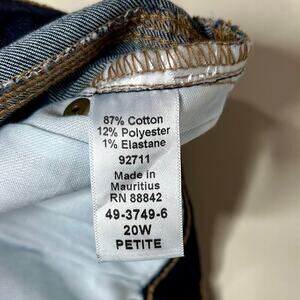 87% Cotton
12% Polyester
1% Elastane
92711
Made in
Mauritius
RN 88842
49-3749-6
20W
PETITE